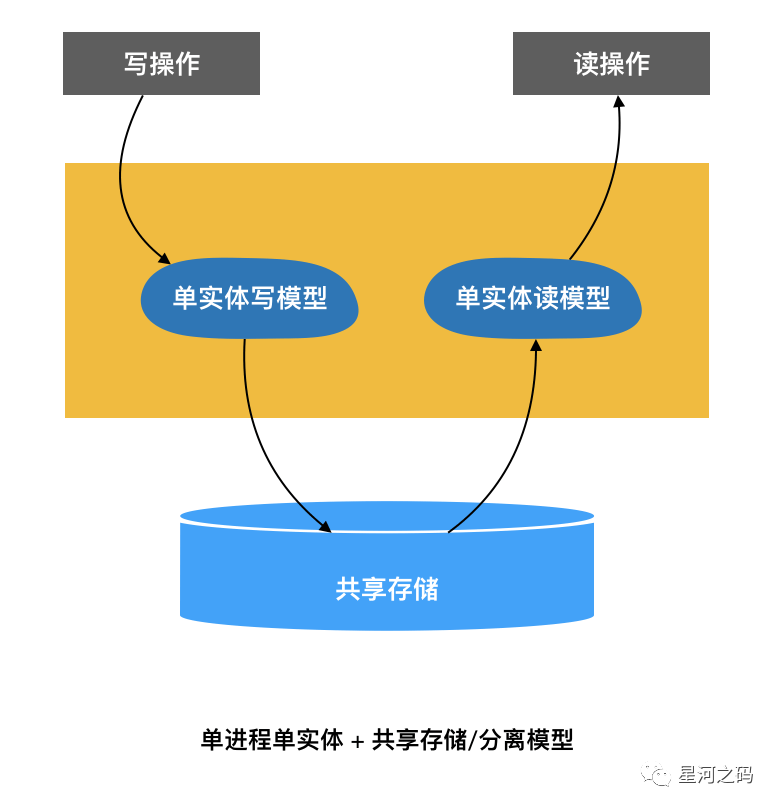 写操作
读操作
单实体写模型
单实体读模型
共享存储
单进程单实体 + 共享存储/分离模型
星河之码